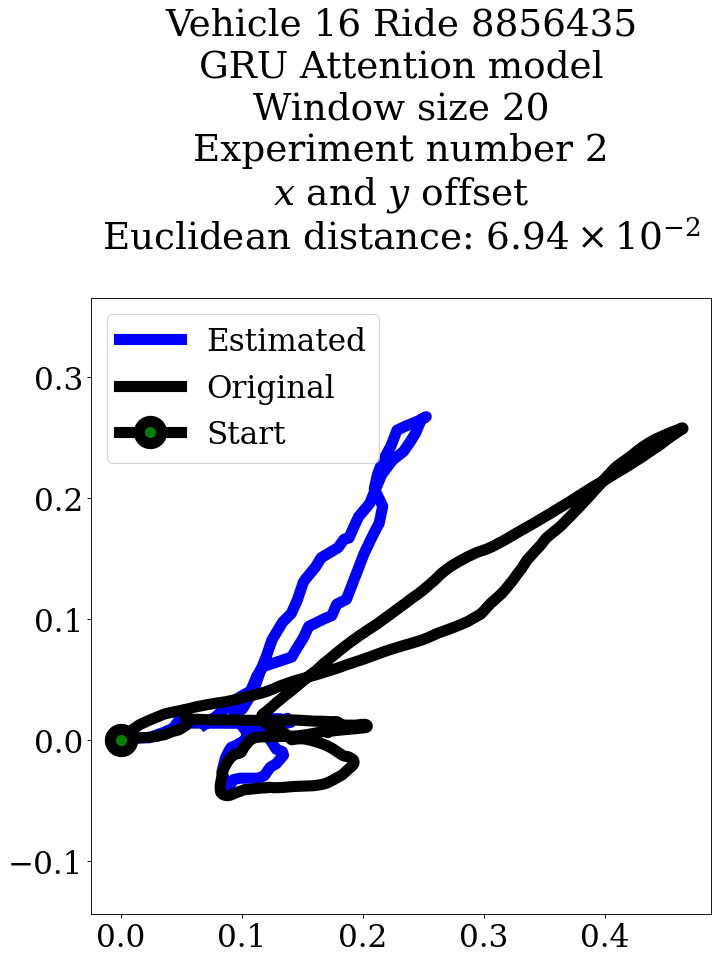 Vehicle 16 Ride 8856435
GRU Attention model
Window size 20
Experiment number 2
x and y offset
Euclidean distance: 6.94 × 10⁻²
Estimated
Original
Start
0.3
0.2
0.1
0.0
−0.1
0.0 0.1 0.2 0.3 0.4